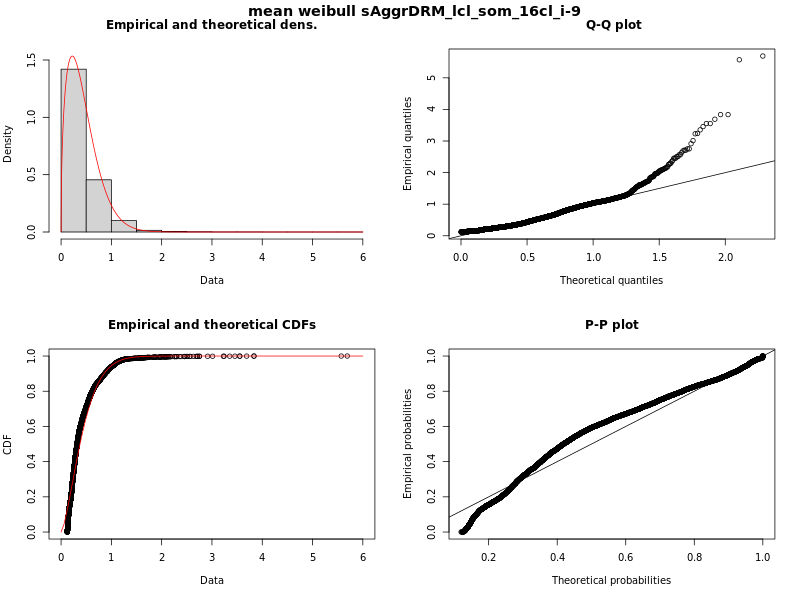 mean weibull sAggrDRM_lcl_som_16cl_i-9
Empirical and theoretical dens.
Density
0.0 0.5 1.0 1.5
0 1 2 3 4 5 6
Data
Q-Q plot
Empirical quantiles
0 1 2 3 4 5
0.0 0.5 1.0 1.5 2.0
Theoretical quantiles
Empirical and theoretical CDFs
CDF
0.0 0.2 0.4 0.6 0.8 1.0
0 1 2 3 4 5 6
Data
P-P plot
Empirical probabilities
0.0 0.2 0.4 0.6 0.8 1.0
0.2 0.4 0.6 0.8 1.0
Theoretical probabilities